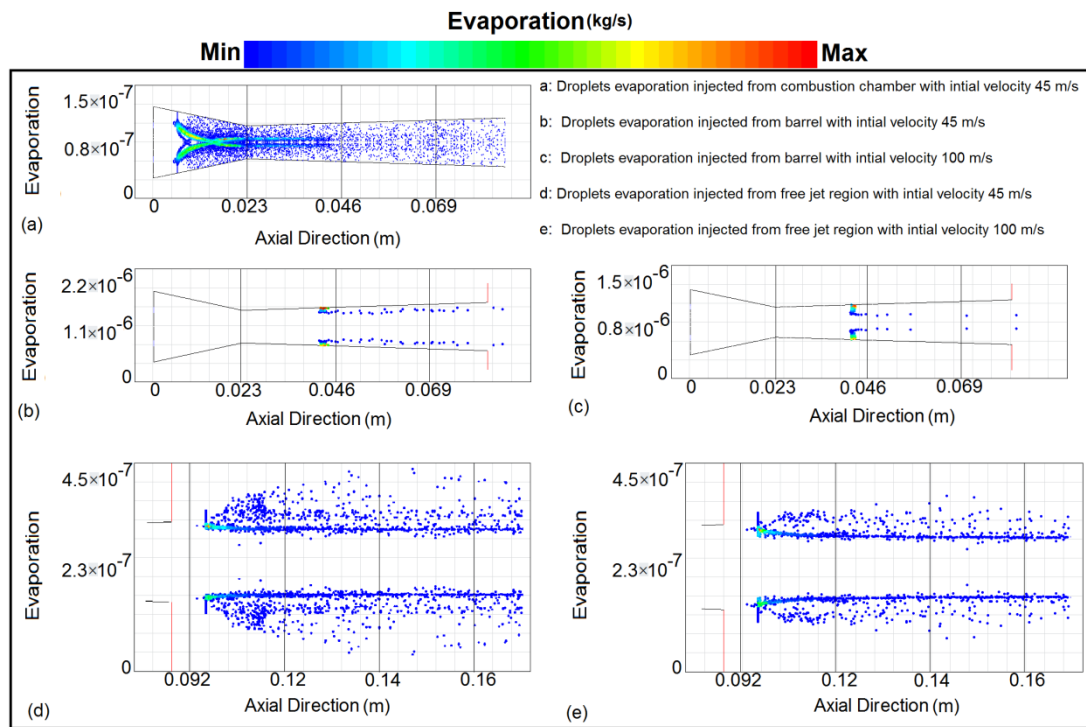 Evaporation(kg/s)
Min Max
a: Droplets evaporation injected from combustion chamber with intial velocity 45 m/s
b: Droplets evaporation injected from barrel with intial velocity 45 m/s
c: Droplets evaporation injected from barrel with intial velocity 100 m/s
d: Droplets evaporation injected from free jet region with intial velocity 45 m/s
e: Droplets evaporation injected from free jet region with intial velocity 100 m/s
Evaporation
1.5×10⁻⁷
0.8×10⁻⁷
0
0 0.023 0.046 0.069
Axial Direction (m)
(a)
Evaporation
2.2×10⁻⁶
1.1×10⁻⁶
0
0 0.023 0.046 0.069
Axial Direction (m)
(b)
Evaporation
1.5×10⁻⁶
0.8×10⁻⁶
0
0 0.023 0.046 0.069
Axial Direction (m)
(c)
Evaporation
4.5×10⁻⁷
2.3×10⁻⁷
0
0.092 0.12 0.14 0.16
Axial Direction (m)
(d)
Evaporation
4.5×10⁻⁷
2.3×10⁻⁷
0
0.092 0.12 0.14 0.16
Axial Direction (m)
(e)